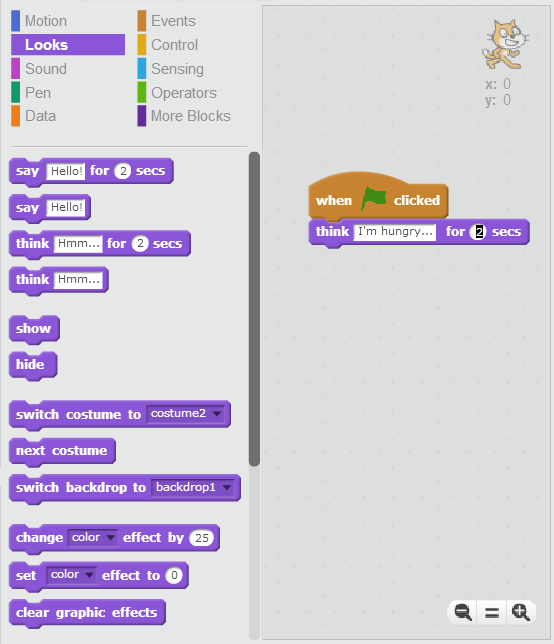 Motion
Looks
Sound
Pen
Data
Events
Control
Sensing
Operators
More Blocks
say Hello! for 2 secs
say Hello!
think Hmm... for 2 secs
think Hmm...
show
hide
switch costume to costume2
next costume
switch backdrop to backdrop1
change color effect by 25
set color effect to 0
clear graphic effects
x: 0
y: 0
when clicked
think I'm hungry... for 2 secs